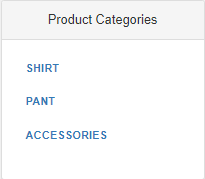 Product Categories
SHIRT
PANT
ACCESSORIES